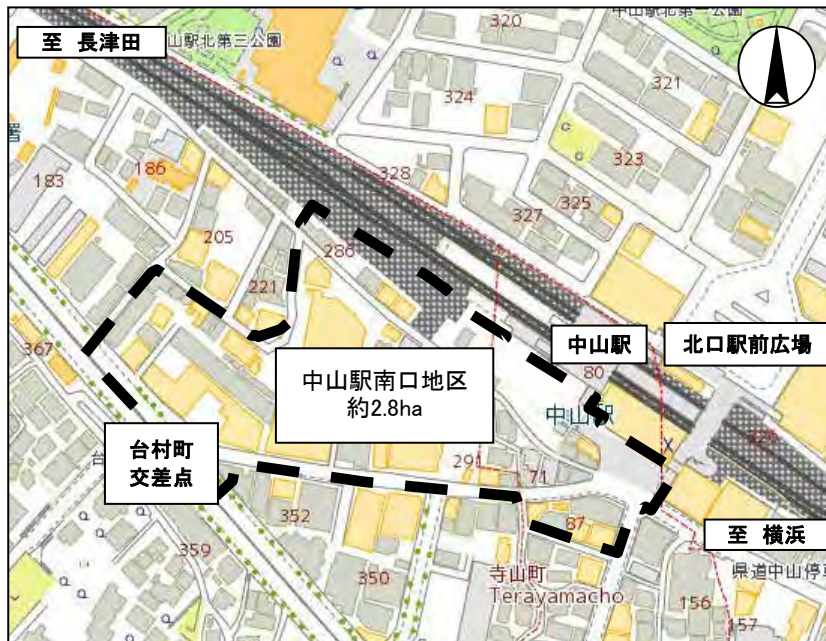 320
中山駅北第一公園
至 長津田
山駅北第三公園
321
324
323
署
186
328
183
325
327
205
286
221
367
中山駅
北口駅前広場
80
中山駅南口地区
約2.8ha
中山駅
台村町
交差点
291
71
352
87
至 横浜
359
350
寺山町
Terayamacho
県道中山停車
156
157